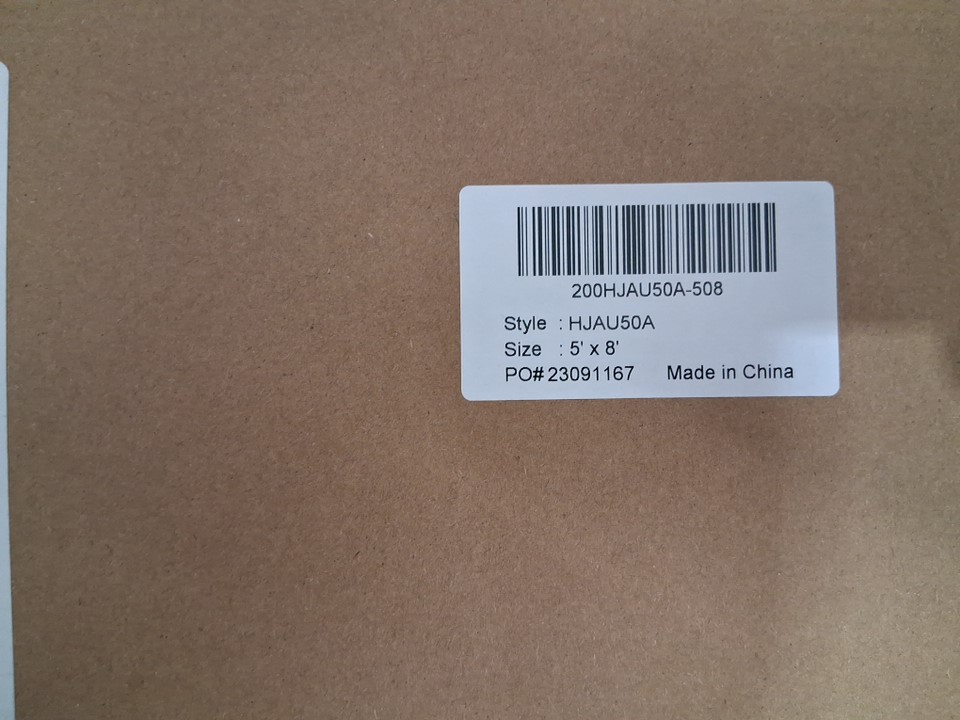 200HJAU50A-508
Style : HJAU50A
Size : 5' x 8'
PO# 23091167 Made in China